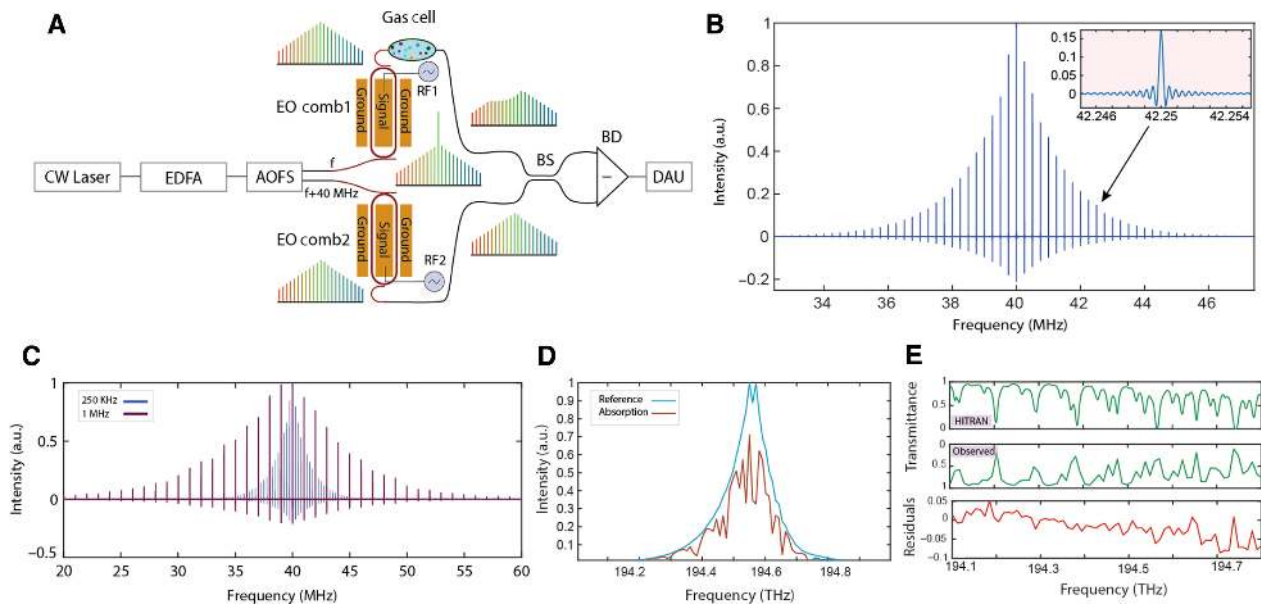 A
Gas cell
RF1
EO comb1
Ground
Signal
Ground
CW Laser
EDFA
AOFS
f
f+40 MHz
BS
BD
−
DAU
EO comb2
Ground
Signal
Ground
RF2
B
Intensity (a.u.)
1
0.8
0.6
0.4
0.2
0
−0.2
34
36
38
40
42
44
46
Frequency (MHz)
0.15
0.1
0.05
0
42.246
42.25
42.254
C
Intensity (a.u.)
1
0.5
0
−0.5
250 KHz
1 MHz
20
25
30
35
40
45
50
55
60
Frequency (MHz)
D
Intensity (a.u.)
1
0.9
0.8
0.7
0.6
0.5
0.4
0.3
0.2
0.1
Reference
Absorption
194.2
194.4
194.6
194.8
Frequency (THz)
E
Transmittance
1
0.5
0
HITRAN
0
0.5
1
Observed
Residuals
0.05
0
−0.05
−0.1
194.1
194.3
194.5
194.7
Frequency (THz)